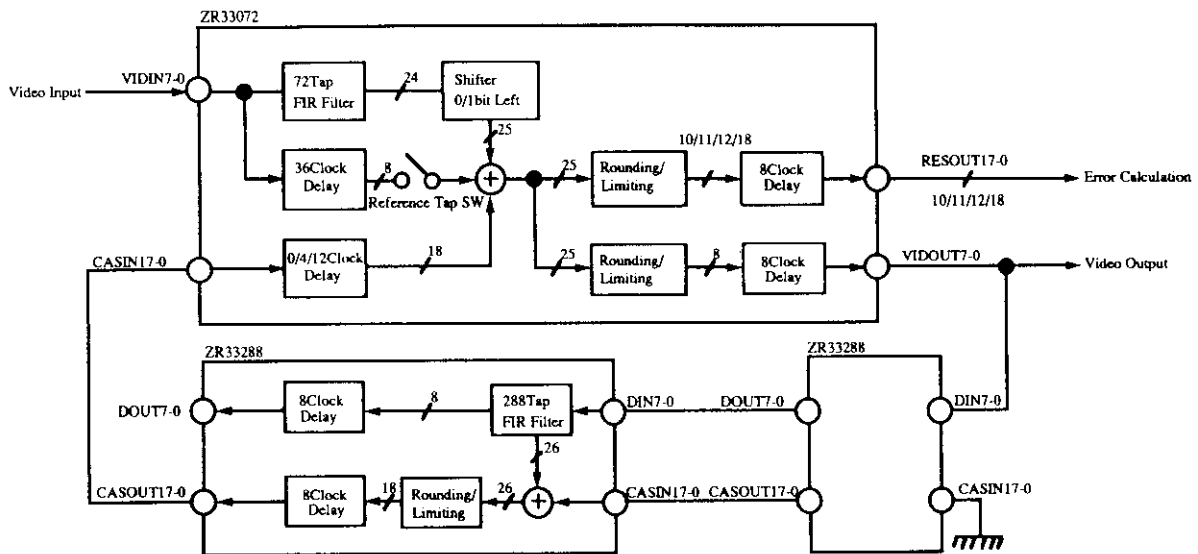 ZR33072
Video Input
VIDIN7-0
72Tap
FIR Filter
24
Shifter
0/1bit Left
25
36Clock
Delay
8
Reference Tap SW
25
Rounding/
Limiting
10/11/12/18
8Clock
Delay
RESOUT17-0
10/11/12/18
Error Calculation
CASIN17-0
0/4/12Clock
Delay
18
25
Rounding/
Limiting
8
8Clock
Delay
VIDOUT7-0
Video Output
ZR33288
DOUT7-0
8Clock
Delay
8
288Tap
FIR Filter
DIN7-0
DOUT7-0
ZR33288
DIN7-0
26
CASOUT17-0
8Clock
Delay
18
Rounding/
Limiting
26
CASIN17-0
CASOUT17-0
CASIN17-0